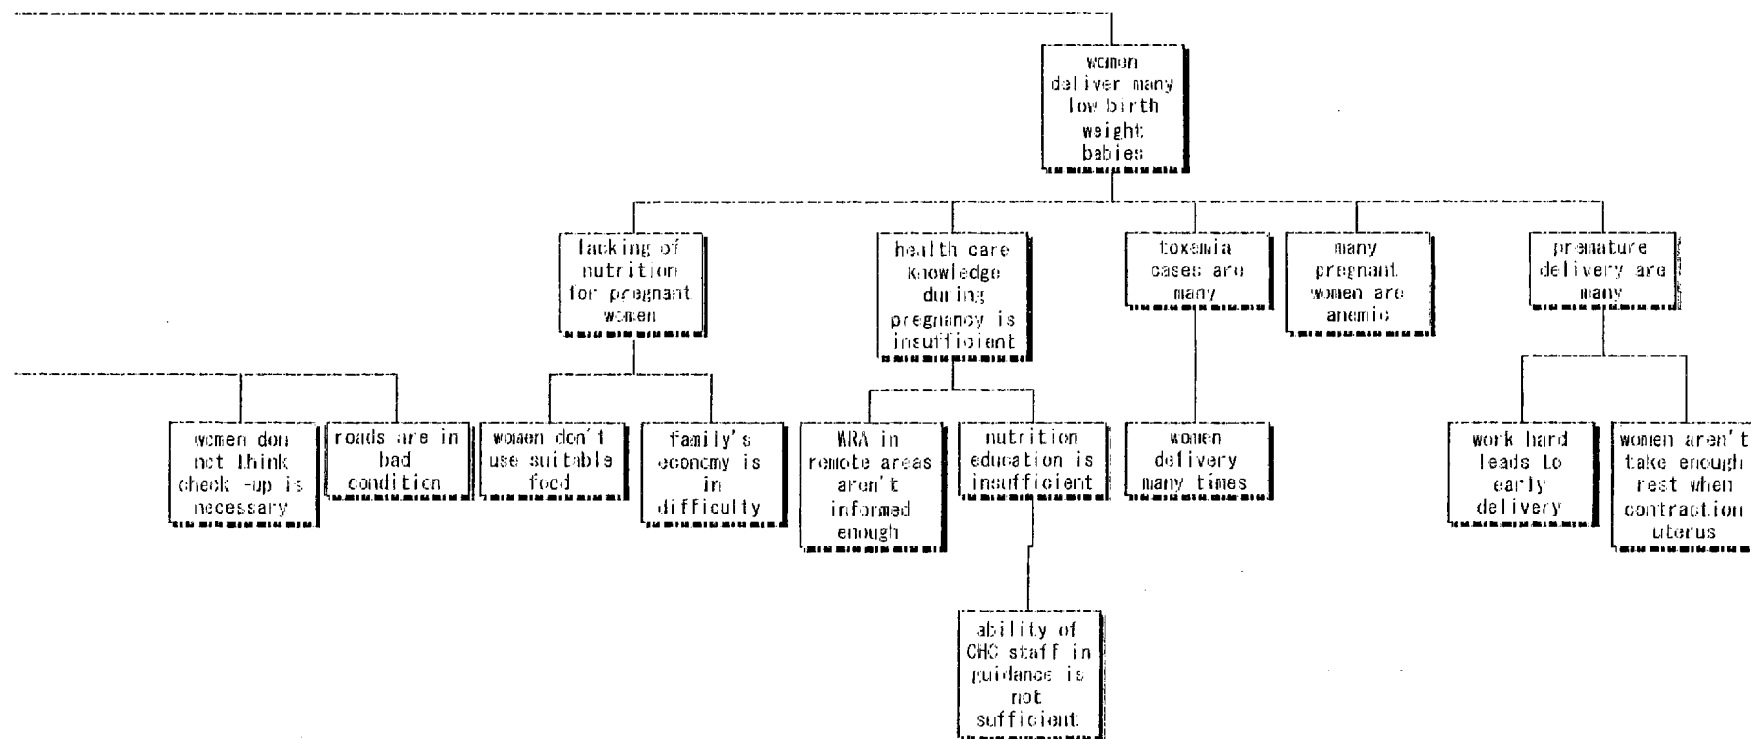 women
deliver many
low birth
weight
babies
lacking of
nutrition
for pregnant
women
health care
knowledge
during
pregnancy is
insufficient
toxemia
cases are
many
many
pregnant
women are
anemic
premature
delivery are
many
women don
not think
check -up is
necessary
roads are in
bad
condition
women don't
use suitable
food
family's
economy is
in
difficulty
WRA in
remote areas
aren't
informed
enough
nutrition
education is
insufficient
women
delivery
many times
work hard
leads to
early
delivery
women aren't
take enough
rest when
contraction
uterus
ability of
CHC staff in
guidance is
not
sufficient